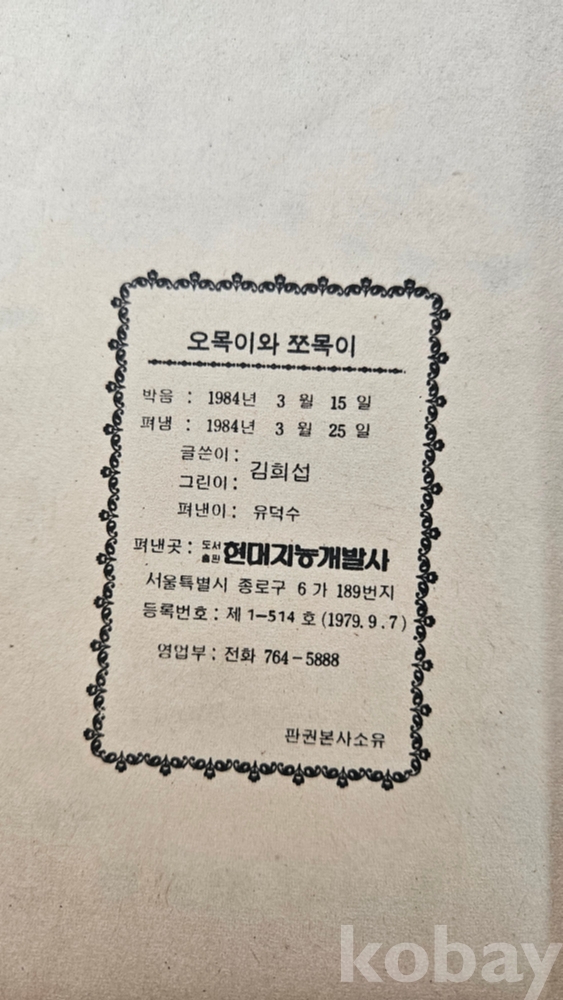 오목이와 쪼목이
박음 : 1984년 3 월 15 일
펴냄 : 1984년 3 월 25 일
글쓴이 :
그린이 : 김희섭
펴낸이 : 유덕수
펴낸곳 : 도서출판 현대지능개발사
서울특별시 종로구 6 가 189번지
등록번호 : 제 1-514 호 (1979. 9. 7)
영업부 : 전화 764-5888
판권본사소유
kobay